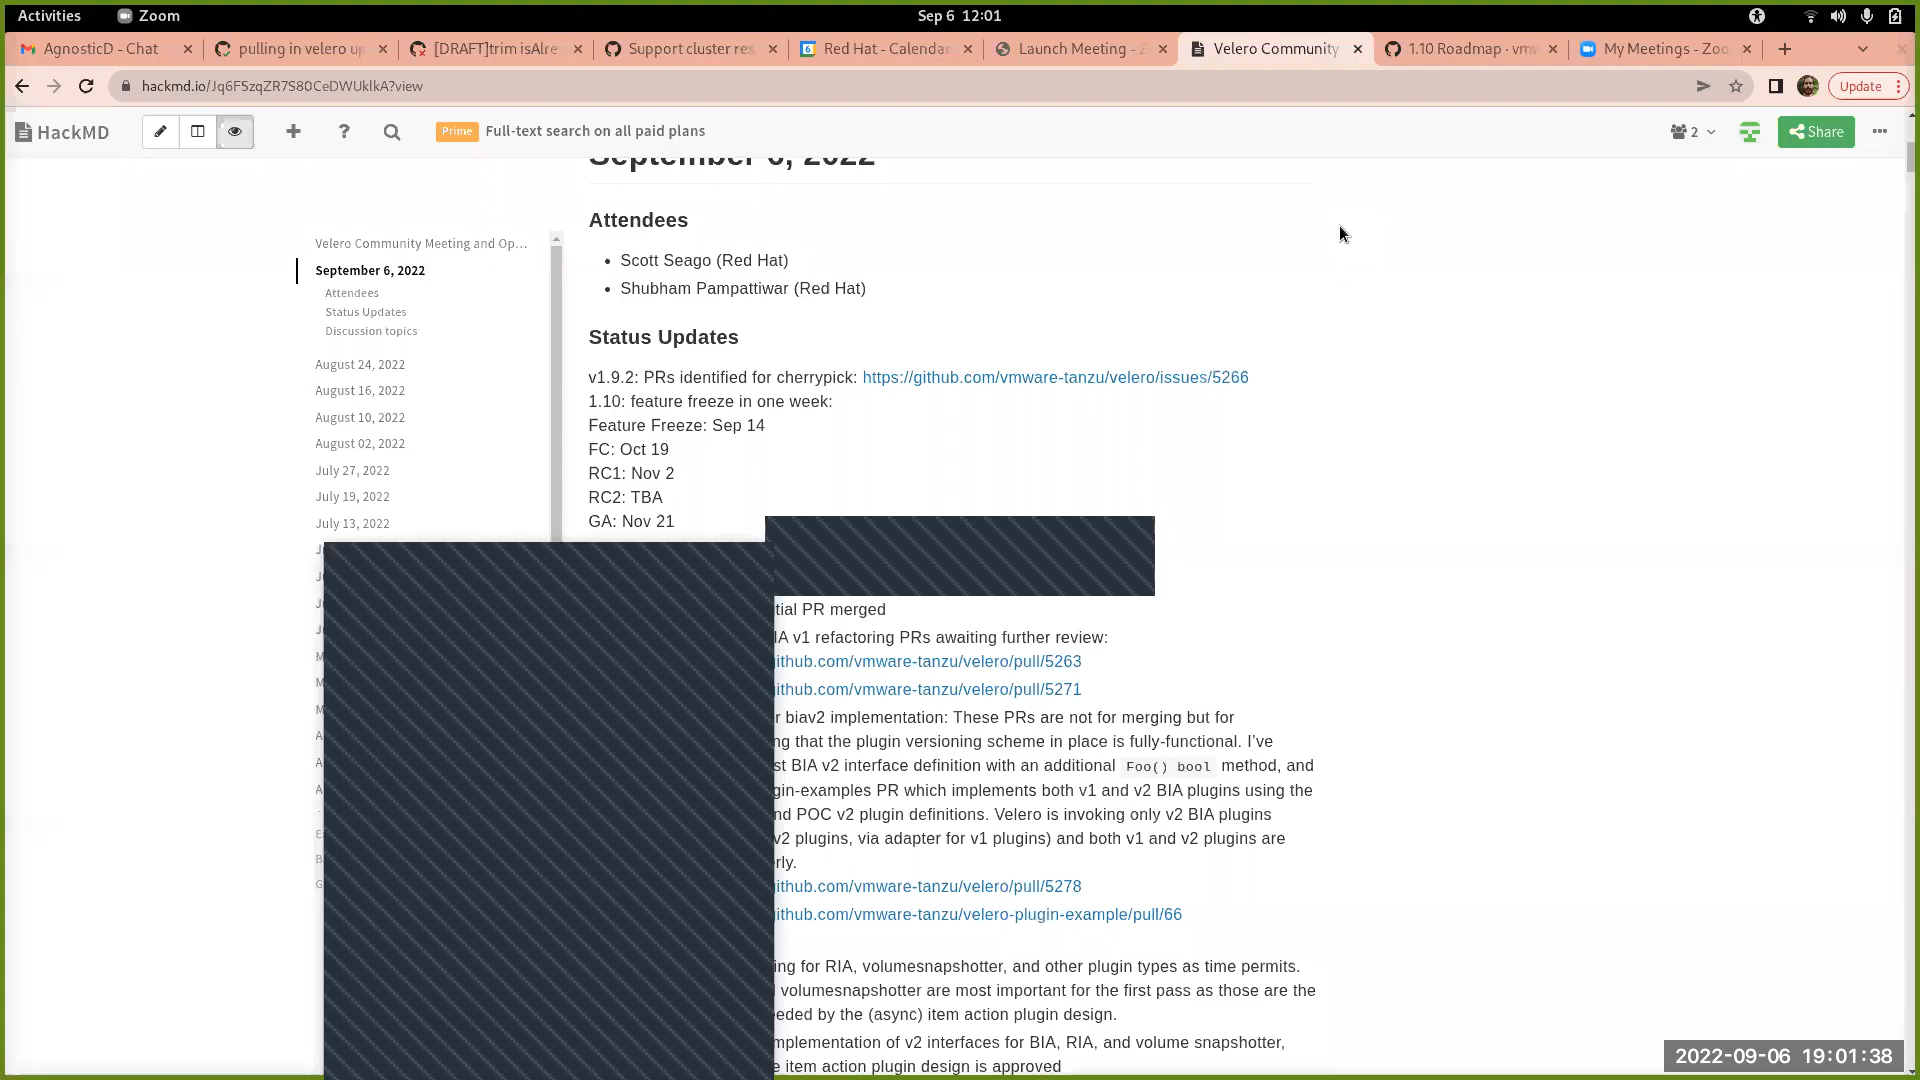 Activities Zoom Sep 6 12:01
AgnosticD - Chat pulling in velero up [DRAFT]trim isAlre Support cluster res Red Hat - Calendar Launch Meeting - Z Velero Community 1.10 Roadmap · vmw My Meetings - Zoo
hackmd.io/Jq6F5zqZR7S80CeDWUklkA?view Update
HackMD Prime Full-text search on all paid plans 2 Share
September 6, 2022
Velero Community Meeting and Op...
September 6, 2022
Attendees
Status Updates
Discussion topics
August 24, 2022
August 16, 2022
August 10, 2022
August 02, 2022
July 27, 2022
July 19, 2022
July 13, 2022
Attendees
Scott Seago (Red Hat)
Shubham Pampattiwar (Red Hat)
Status Updates
v1.9.2: PRs identified for cherrypick: https://github.com/vmware-tanzu/velero/issues/5266
1.10: feature freeze in one week:
Feature Freeze: Sep 14
FC: Oct 19
RC1: Nov 2
RC2: TBA
GA: Nov 21
tial PR merged
IA v1 refactoring PRs awaiting further review:
ithub.com/vmware-tanzu/velero/pull/5263
ithub.com/vmware-tanzu/velero/pull/5271
r biav2 implementation: These PRs are not for merging but for
ng that the plugin versioning scheme in place is fully-functional. I've
st BIA v2 interface definition with an additional Foo() bool method, and
gin-examples PR which implements both v1 and v2 BIA plugins using the
nd POC v2 plugin definitions. Velero is invoking only v2 BIA plugins
v2 plugins, via adapter for v1 plugins) and both v1 and v2 plugins are
rly.
ithub.com/vmware-tanzu/velero/pull/5278
ithub.com/vmware-tanzu/velero-plugin-example/pull/66
ing for RIA, volumesnapshotter, and other plugin types as time permits.
volumesnapshotter are most important for the first pass as those are the
eeded by the (async) item action plugin design.
mplementation of v2 interfaces for BIA, RIA, and volume snapshotter,
e item action plugin design is approved
2022-09-06 19:01:38